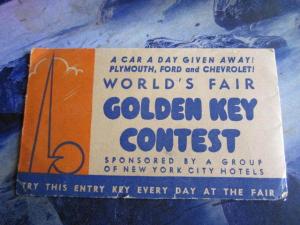 A CAR A DAY GIVEN AWAY!
PLYMOUTH, FORD AND CHEVROLET!
WORLD'S FAIR
GOLDEN KEY
CONTEST
SPONSORED BY A GROUP
OF NEW YORK CITY HOTELS
TRY THIS ENTRY KEY EVERY DAY AT THE FAIR